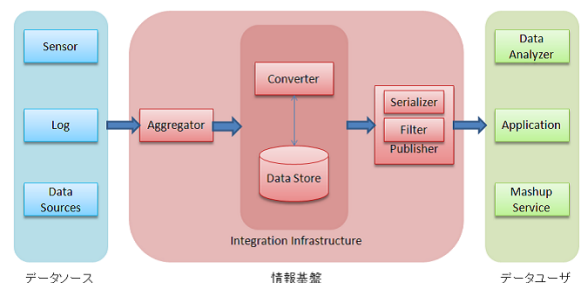 Sensor
Log
Data
Sources
データソース
Aggregator
Converter
Data Store
Integration Infrastructure
Serializer
Filter
Publisher
情報基盤
Data
Analyzer
Application
Mashup
Service
データユーザ